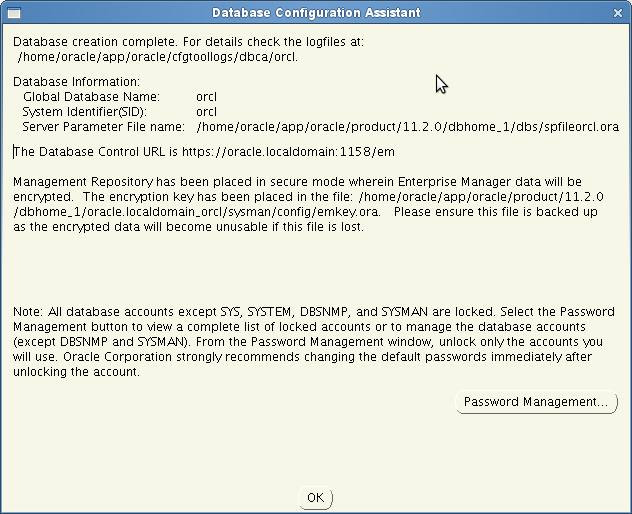 Database Configuration Assistant
Database creation complete. For details check the logfiles at:
/home/oracle/app/oracle/cfgtoollogs/dbca/orcl.
Database Information:
Global Database Name: orcl
System Identifier(SID): orcl
Server Parameter File name: /home/oracle/app/oracle/product/11.2.0/dbhome_1/dbs/spfileorcl.ora
The Database Control URL is https://oracle.localdomain:1158/em
Management Repository has been placed in secure mode wherein Enterprise Manager data will be
encrypted. The encryption key has been placed in the file: /home/oracle/app/oracle/product/11.2.0
/dbhome_1/oracle.localdomain_orcl/sysman/config/emkey.ora. Please ensure this file is backed up
as the encrypted data will become unusable if this file is lost.
Note: All database accounts except SYS, SYSTEM, DBSNMP, and SYSMAN are locked. Select the Password
Management button to view a complete list of locked accounts or to manage the database accounts
(except DBSNMP and SYSMAN). From the Password Management window, unlock only the accounts you
will use. Oracle Corporation strongly recommends changing the default passwords immediately after
unlocking the account.
Password Management...
OK